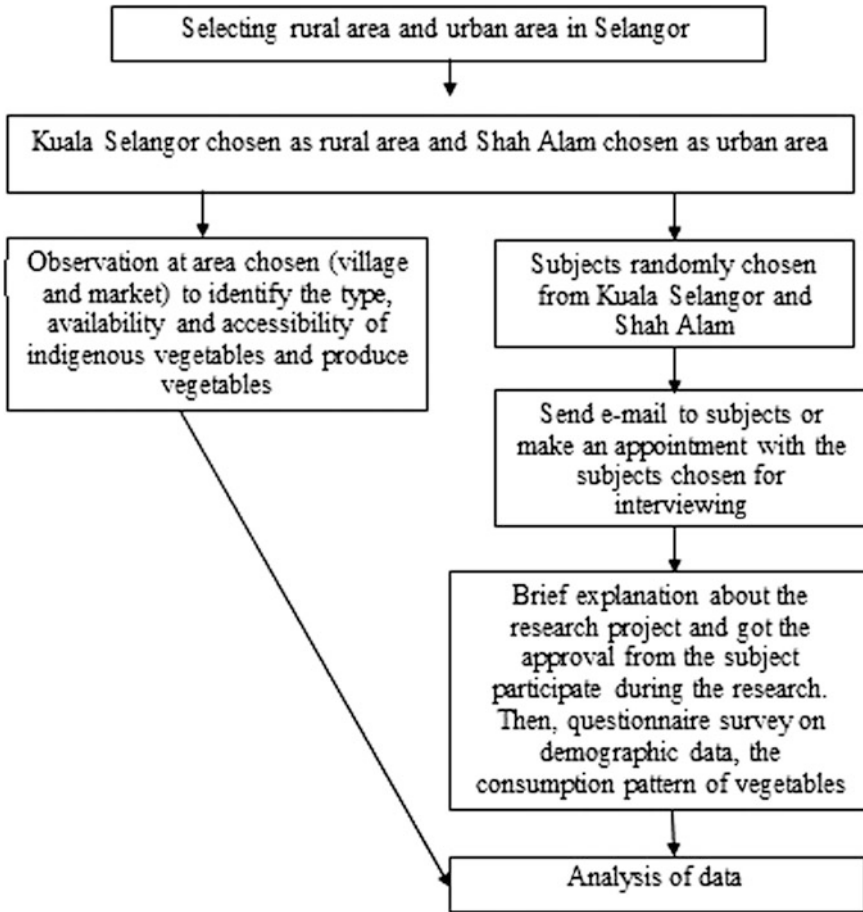 Selecting rural area and urban area in Selangor
Kuala Selangor chosen as rural area and Shah Alam chosen as urban area
Observation at area chosen (village
and market) to identify the type,
availability and accessibility of
indigenous vegetables and produce
vegetables
Subjects randomly chosen
from Kuala Selangor and
Shah Alam
Send e-mail to subjects or
make an appointment with the
subjects chosen for
interviewing
Brief explanation about the
research project and got the
approval from the subject
participate during the research.
Then, questionnaire survey on
demographic data, the
consumption pattern of vegetables
Analysis of data